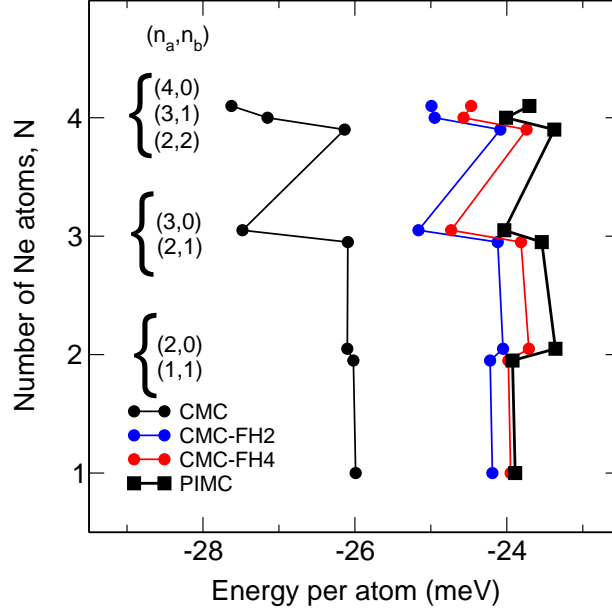 (n_a,n_b)
(4,0)
(3,1)
(2,2)
(3,0)
(2,1)
(2,0)
(1,1)
CMC
CMC-FH2
CMC-FH4
PIMC
4
3
2
1
Number of Ne atoms, N
-28
-26
-24
Energy per atom (meV)